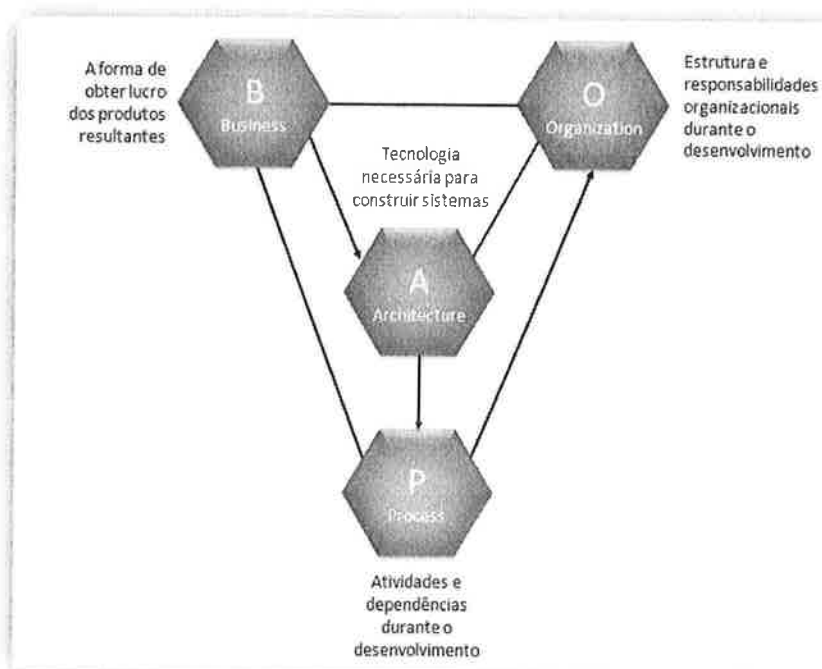 A forma de
obter lucro
dos produtos
resultantes
B
Business
O
Organization
Estrutura e
responsabilidades
organizacionais
durante o
desenvolvimento
Tecnologia
necessária para
construir sistemas
A
Architecture
P
Process
Atividades e
dependências
durante o
desenvolvimento